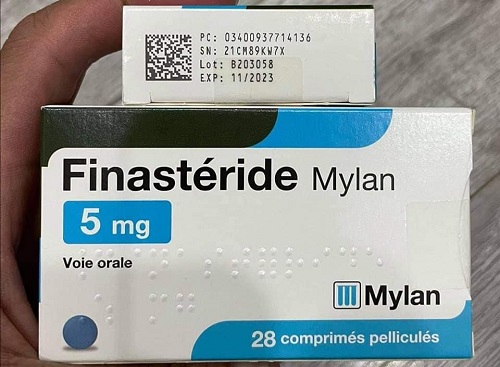 PC: 03400937714136
SN: 21CM89KW7X
Lot: B203058
EXP: 11/2023
Finastéride Mylan
5 mg
Voie orale
Mylan
28 comprimés pelliculés